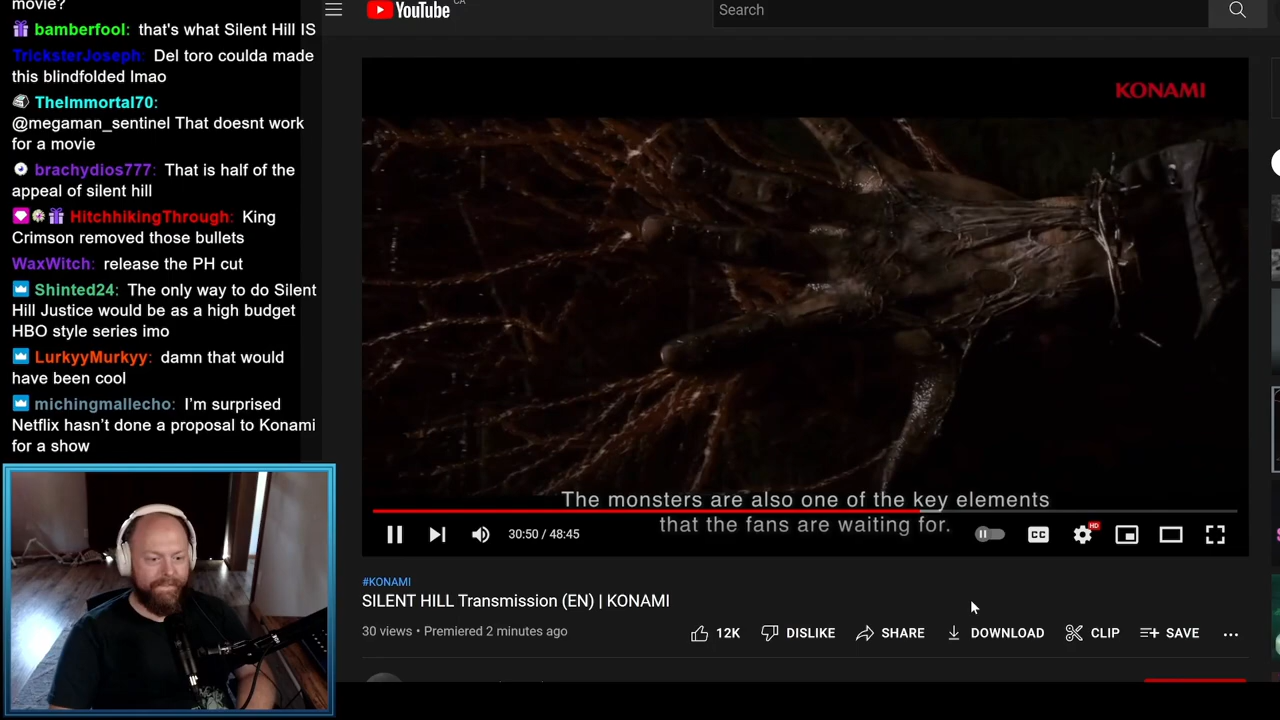 movie?
bamberfool: that's what Silent Hill IS
TricksterJoseph: Del toro coulda made
this blindfolded lmao
TheImmortal70:
@megaman_sentinel That doesnt work
for a movie
brachydios777: That is half of the
appeal of silent hill
HitchhikingThrough: King
Crimson removed those bullets
WaxWitch: release the PH cut
Shinted24: The only way to do Silent
Hill Justice would be as a high budget
HBO style series imo
LurkyyMurkyy: damn that would
have been cool
michingmallecho: I'm surprised
Netflix hasn't done a proposal to Konami
for a show
YouTube CA
Search
KONAMI
The monsters are also one of the key elements
that the fans are waiting for.
30:50 / 48:45
CC
HD
#KONAMI
SILENT HILL Transmission (EN) | KONAMI
30 views • Premiered 2 minutes ago
12K DISLIKE SHARE DOWNLOAD CLIP SAVE